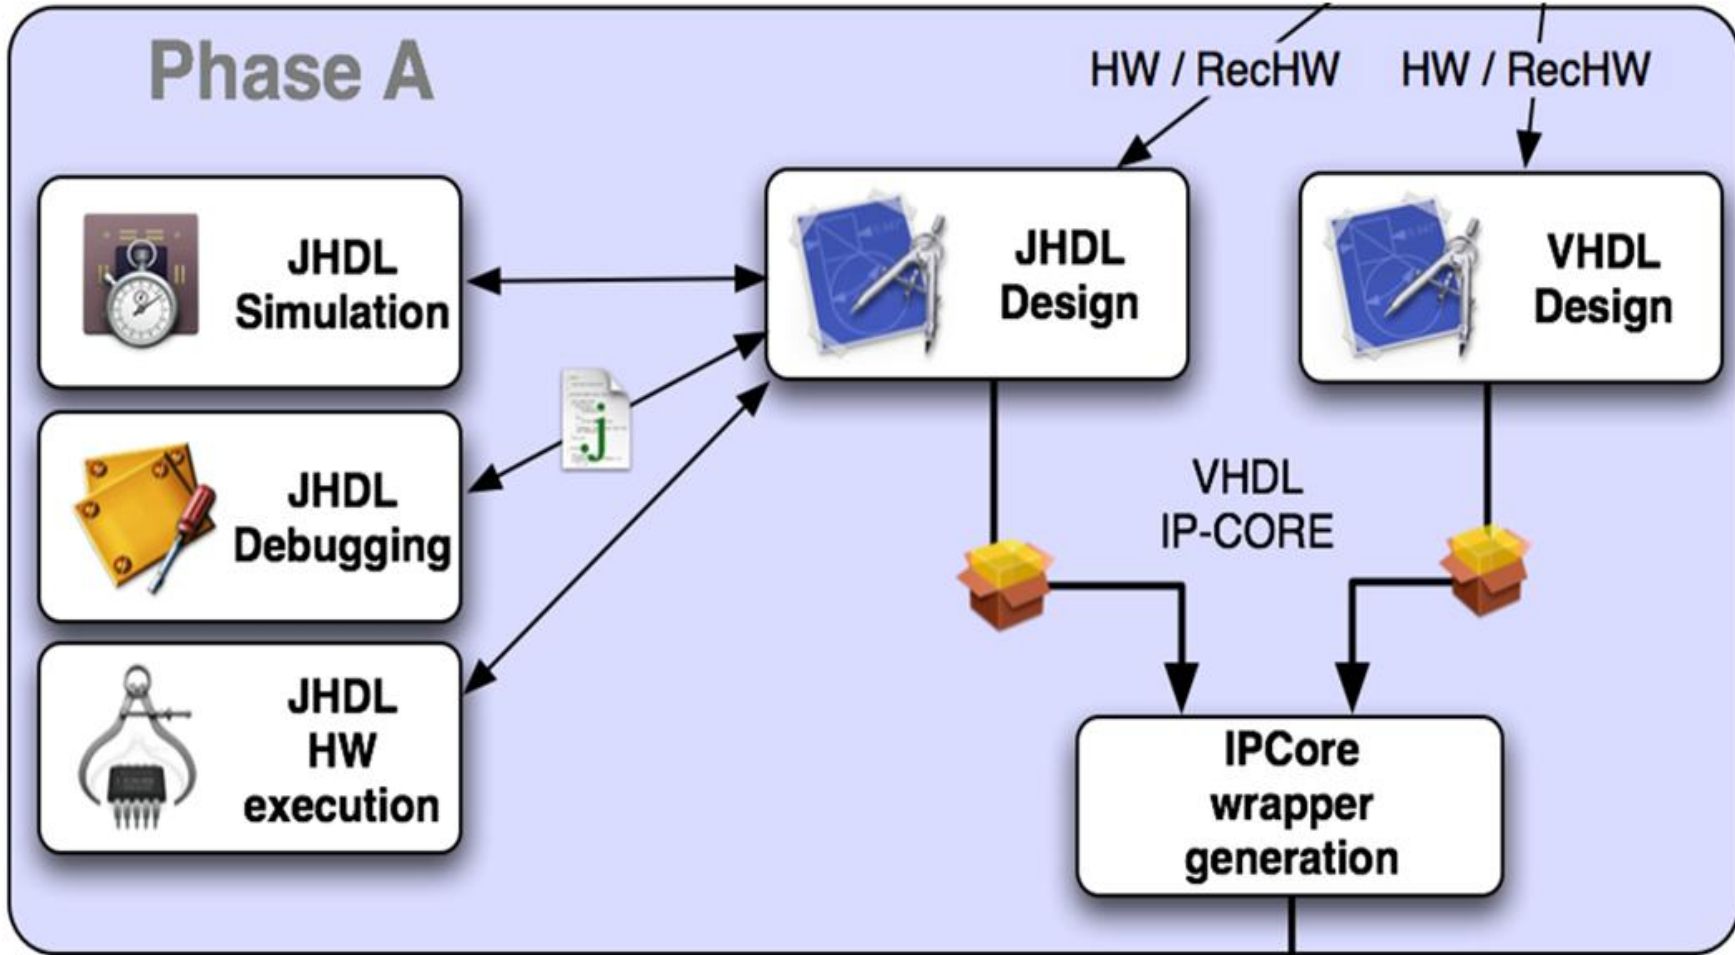 Phase A
HW / RecHW
HW / RecHW
JHDL
Simulation
JHDL
Design
VHDL
Design
j
JHDL
Debugging
VHDL
IP-CORE
JHDL
HW
execution
IPCore
wrapper
generation